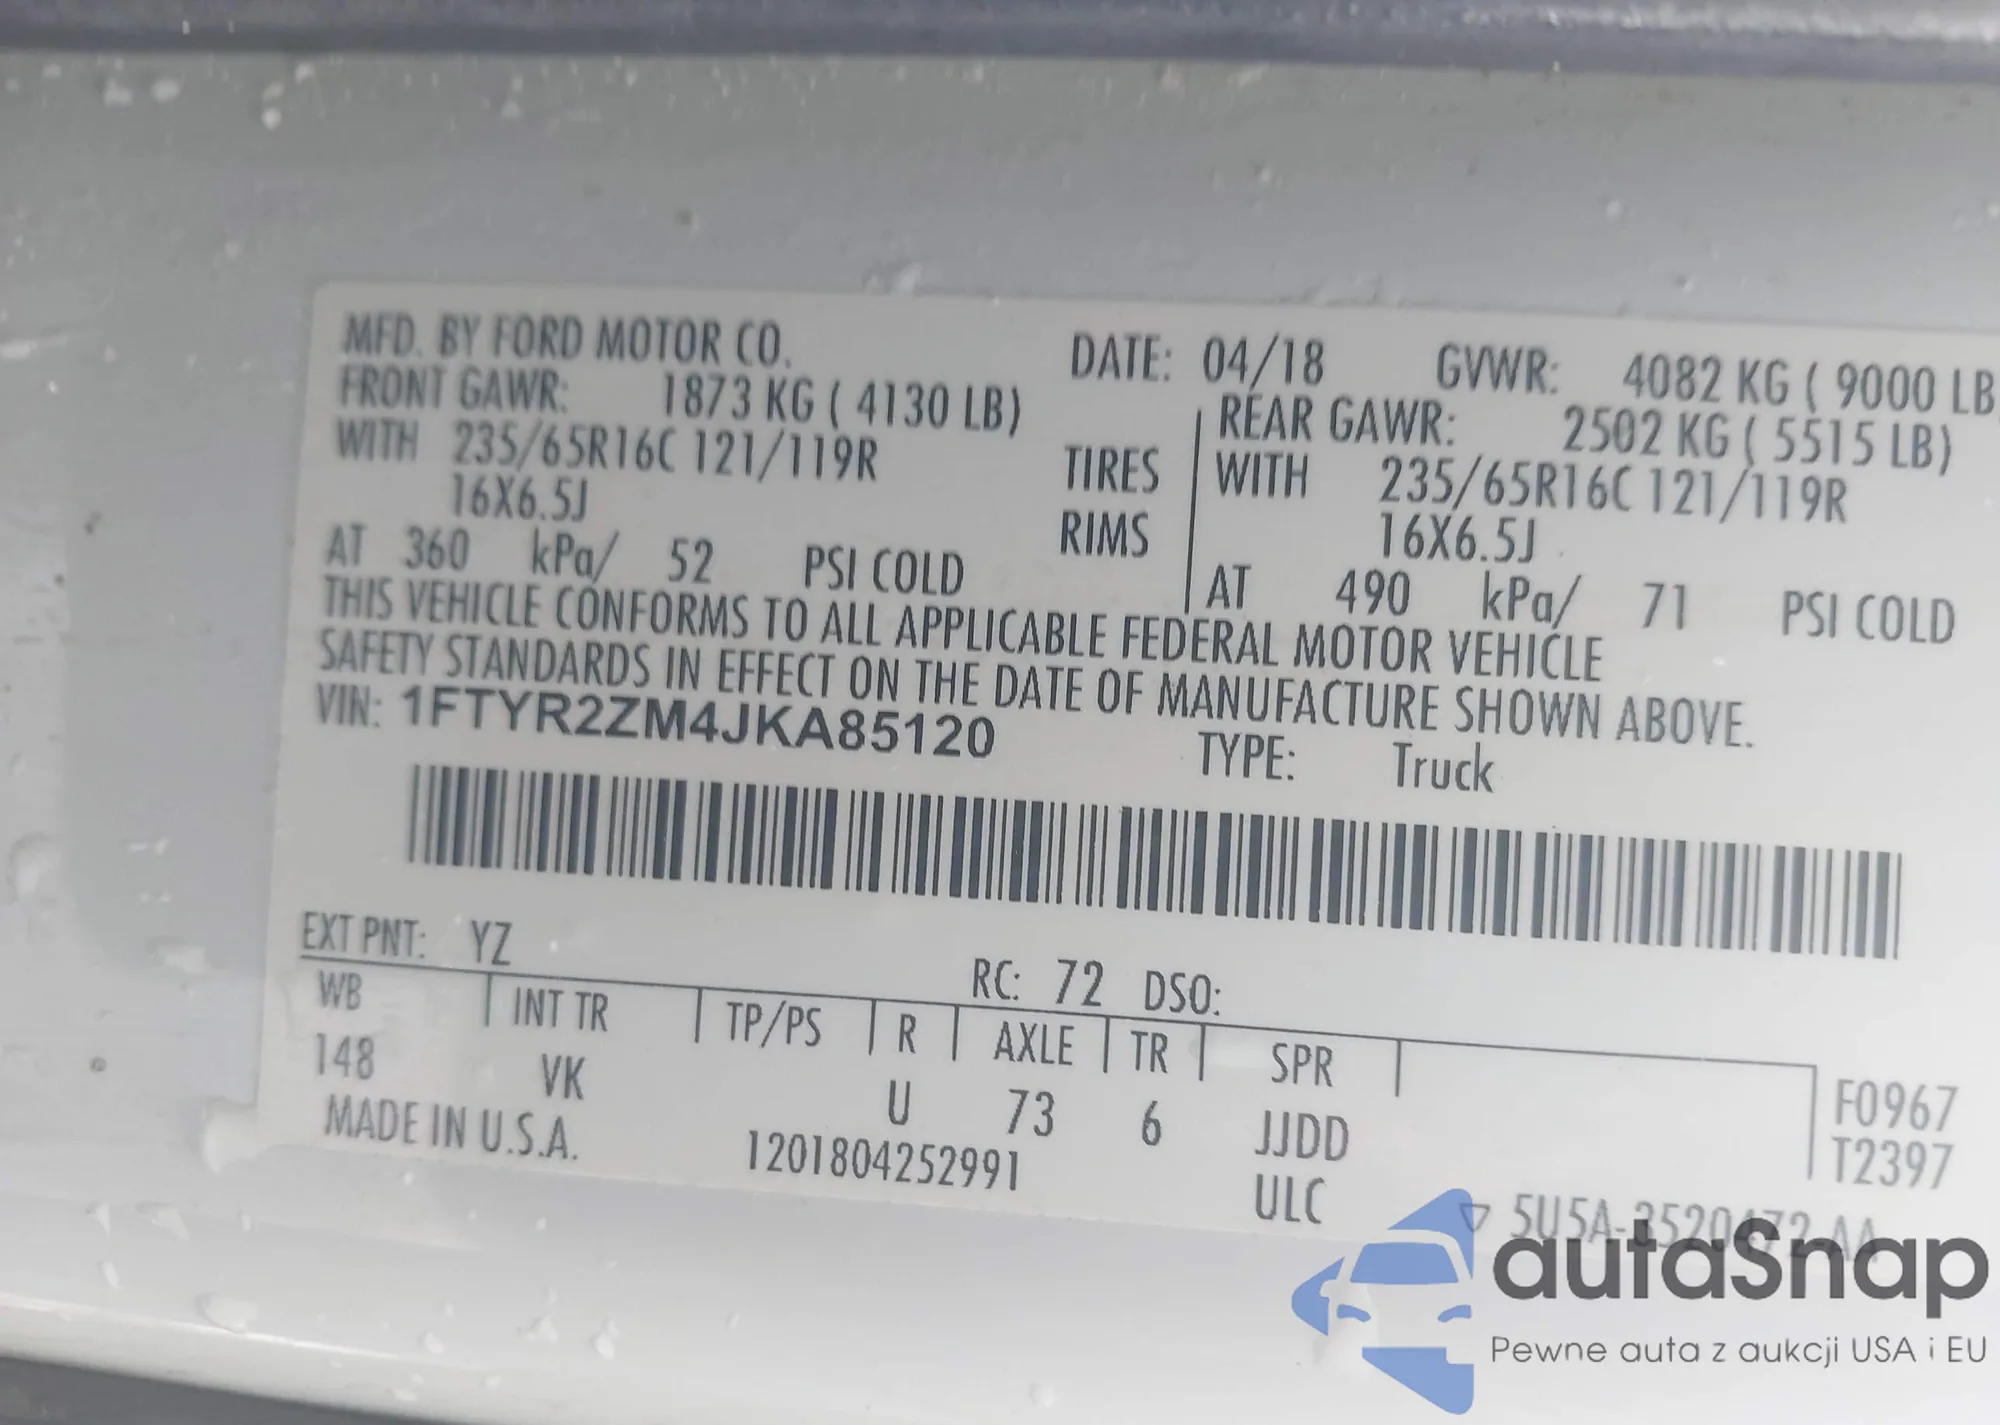 MFD. BY FORD MOTOR CO. DATE: 04/18 GVWR: 4082 KG ( 9000 LB
FRONT GAWR: 1873 KG ( 4130 LB) REAR GAWR: 2502 KG ( 5515 LB)
WITH 235/65R16C 121/119R TIRES WITH 235/65R16C 121/119R
16X6.5J RIMS 16X6.5J
AT 360 kPa/ 52 PSI COLD AT 490 kPa/ 71 PSI COLD
THIS VEHICLE CONFORMS TO ALL APPLICABLE FEDERAL MOTOR VEHICLE
SAFETY STANDARDS IN EFFECT ON THE DATE OF MANUFACTURE SHOWN ABOVE.
VIN: 1FTYR2ZM4JKA85120 TYPE: Truck
EXT PNT: YZ RC: 72 DSO:
WB INT TR TP/PS R AXLE TR SPR
148 VK U 73 6 JJDD F0967
MADE IN U.S.A. 1201804252991 ULC T2397
5U5A-3520472-AA
autaSnap
Pewne auta z aukcji USA i EU